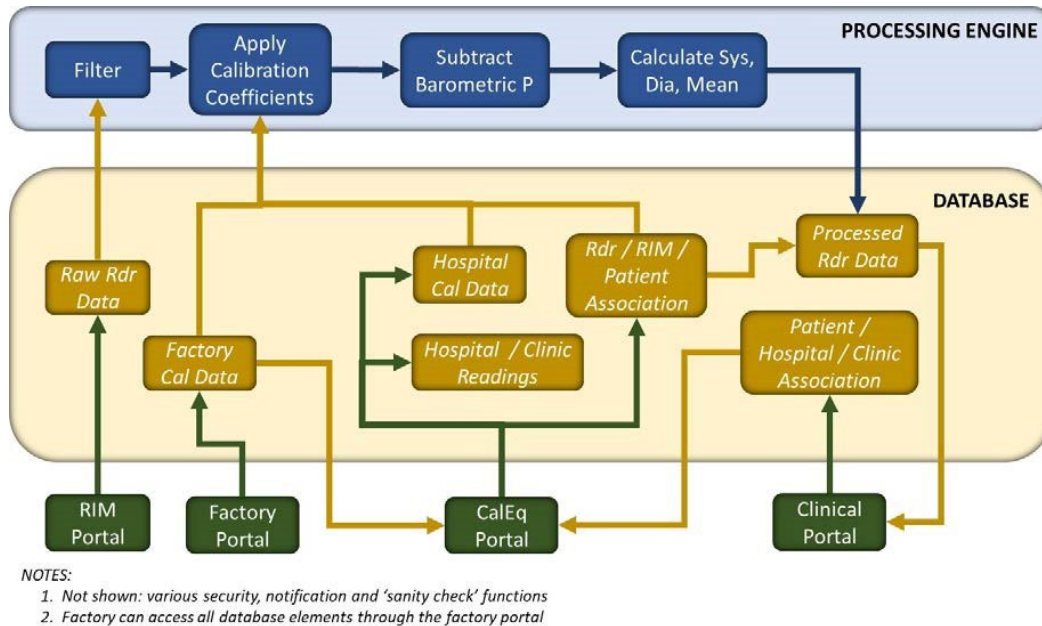 PROCESSING ENGINE
Filter
Apply
Calibration
Coefficients
Subtract
Barometric P
Calculate Sys,
Dia, Mean
DATABASE
Raw Rdr
Data
Factory
Cal Data
Hospital
Cal Data
Hospital / Clinic
Readings
Rdr / RIM /
Patient
Association
Processed
Rdr Data
Patient /
Hospital / Clinic
Association
RIM
Portal
Factory
Portal
CalEq
Portal
Clinical
Portal
NOTES:
1. Not shown: various security, notification and ‘sanity check’ functions
2. Factory can access all database elements through the factory portal